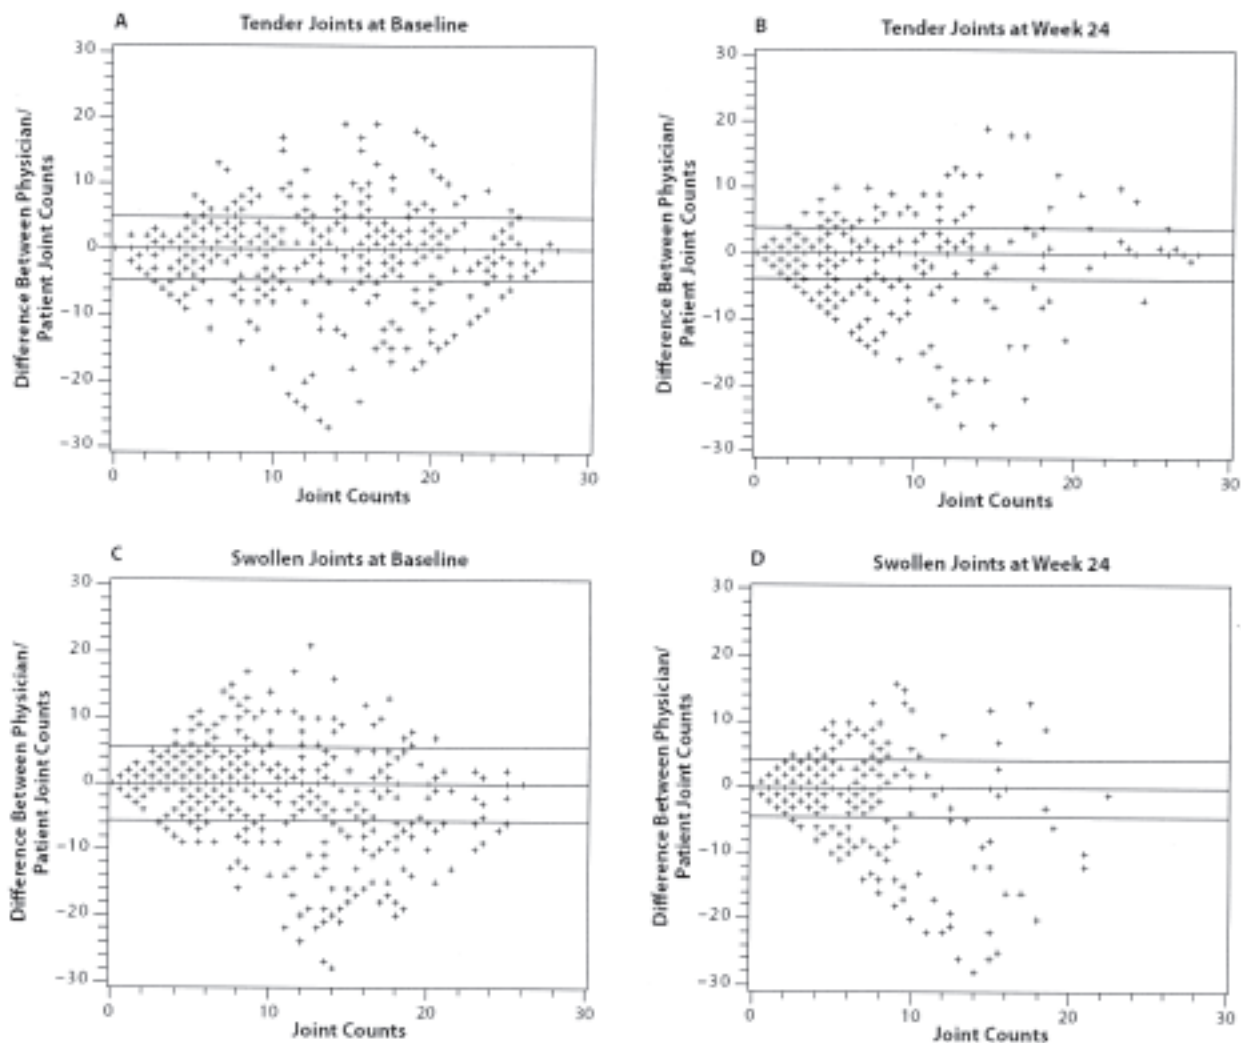 A
Tender Joints at Baseline
Difference Between Physician/
Patient Joint Counts
30
20
10
0
−10
−20
−30
0
10
20
30
Joint Counts
B
Tender Joints at Week 24
Difference Between Physician/
Patient Joint Counts
30
20
10
0
−10
−20
−30
0
10
20
30
Joint Counts
C
Swollen Joints at Baseline
Difference Between Physician/
Patient Joint Counts
30
20
10
0
−10
−20
−30
0
10
20
30
Joint Counts
D
Swollen Joints at Week 24
Difference Between Physician/
Patient Joint Counts
30
20
10
0
−10
−20
−30
0
10
20
30
Joint Counts